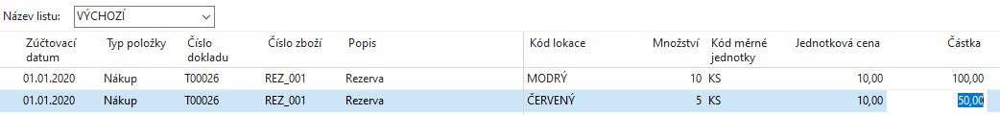 Název listu: VÝCHOZÍ
Zúčtovací datum Typ položky Číslo dokladu Číslo zboží Popis Kód lokace Množství Kód měrné jednotky Jednotková cena Částka
01.01.2020 Nákup T00026 REZ_001 Rezerva MODRÝ 10 KS 10,00 100,00
01.01.2020 Nákup T00026 REZ_001 Rezerva ČERVENÝ 5 KS 10,00 50,00